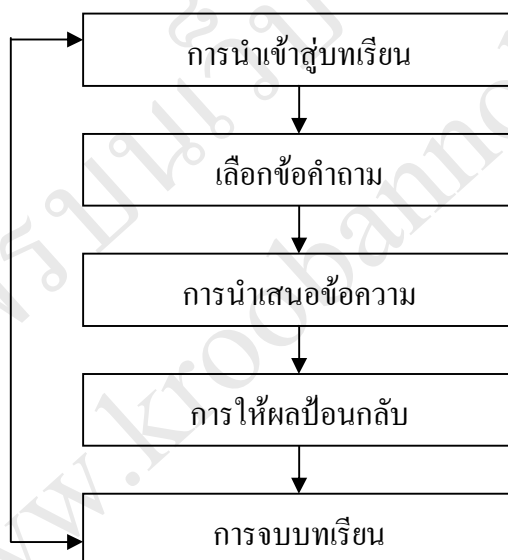 การนำเข้าสู่บทเรียน
เลือกข้อคำถาม
การนำเสนอข้อความ
การให้ผลป้อนกลับ
การจบบทเรียน